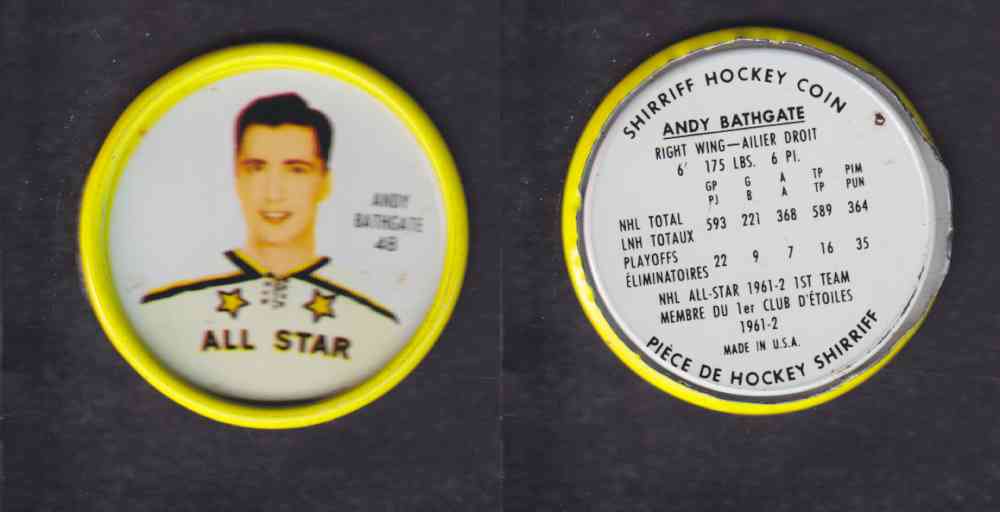 ANDY
BATHGATE
48
ALL STAR
SHIRRIFF HOCKEY COIN
ANDY BATHGATE
RIGHT WING—AILIER DROIT
6' 175 LBS. 6 PI.
GP G A TP PIM
PJ B A TP PUN
NHL TOTAL 593 221 368 589 364
LNH TOTAUX
PLAYOFFS
ÉLIMINATOIRES 22 9 7 16 35
NHL ALL-STAR 1961-2 1ST TEAM
MEMBRE DU 1er CLUB D'ÉTOILES
1961-2
MADE IN U.S.A.
PIÈCE DE HOCKEY SHIRRIFF